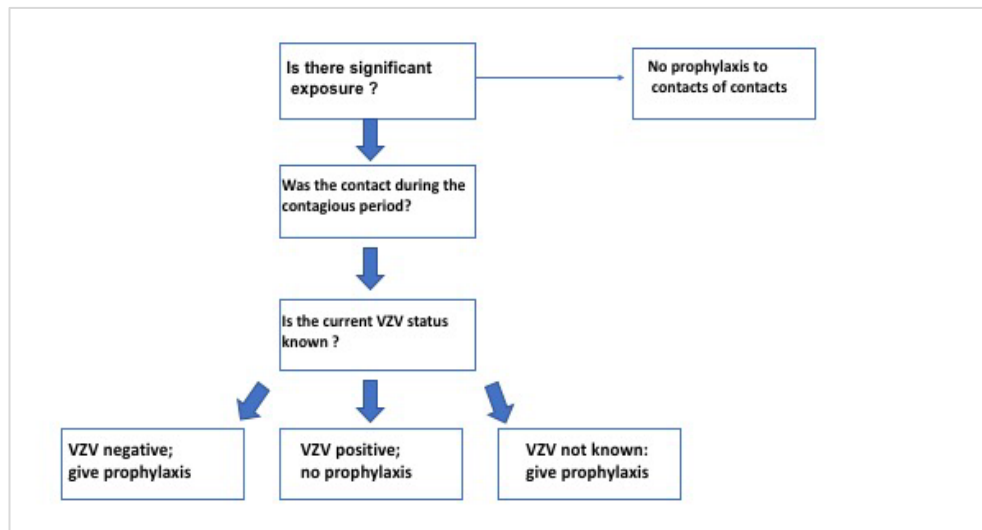 Is there significant
exposure ?
No prophylaxis to
contacts of contacts
Was the contact during the
contagious period?
Is the current VZV status
known ?
VZV negative;
give prophylaxis
VZV positive;
no prophylaxis
VZV not known:
give prophylaxis